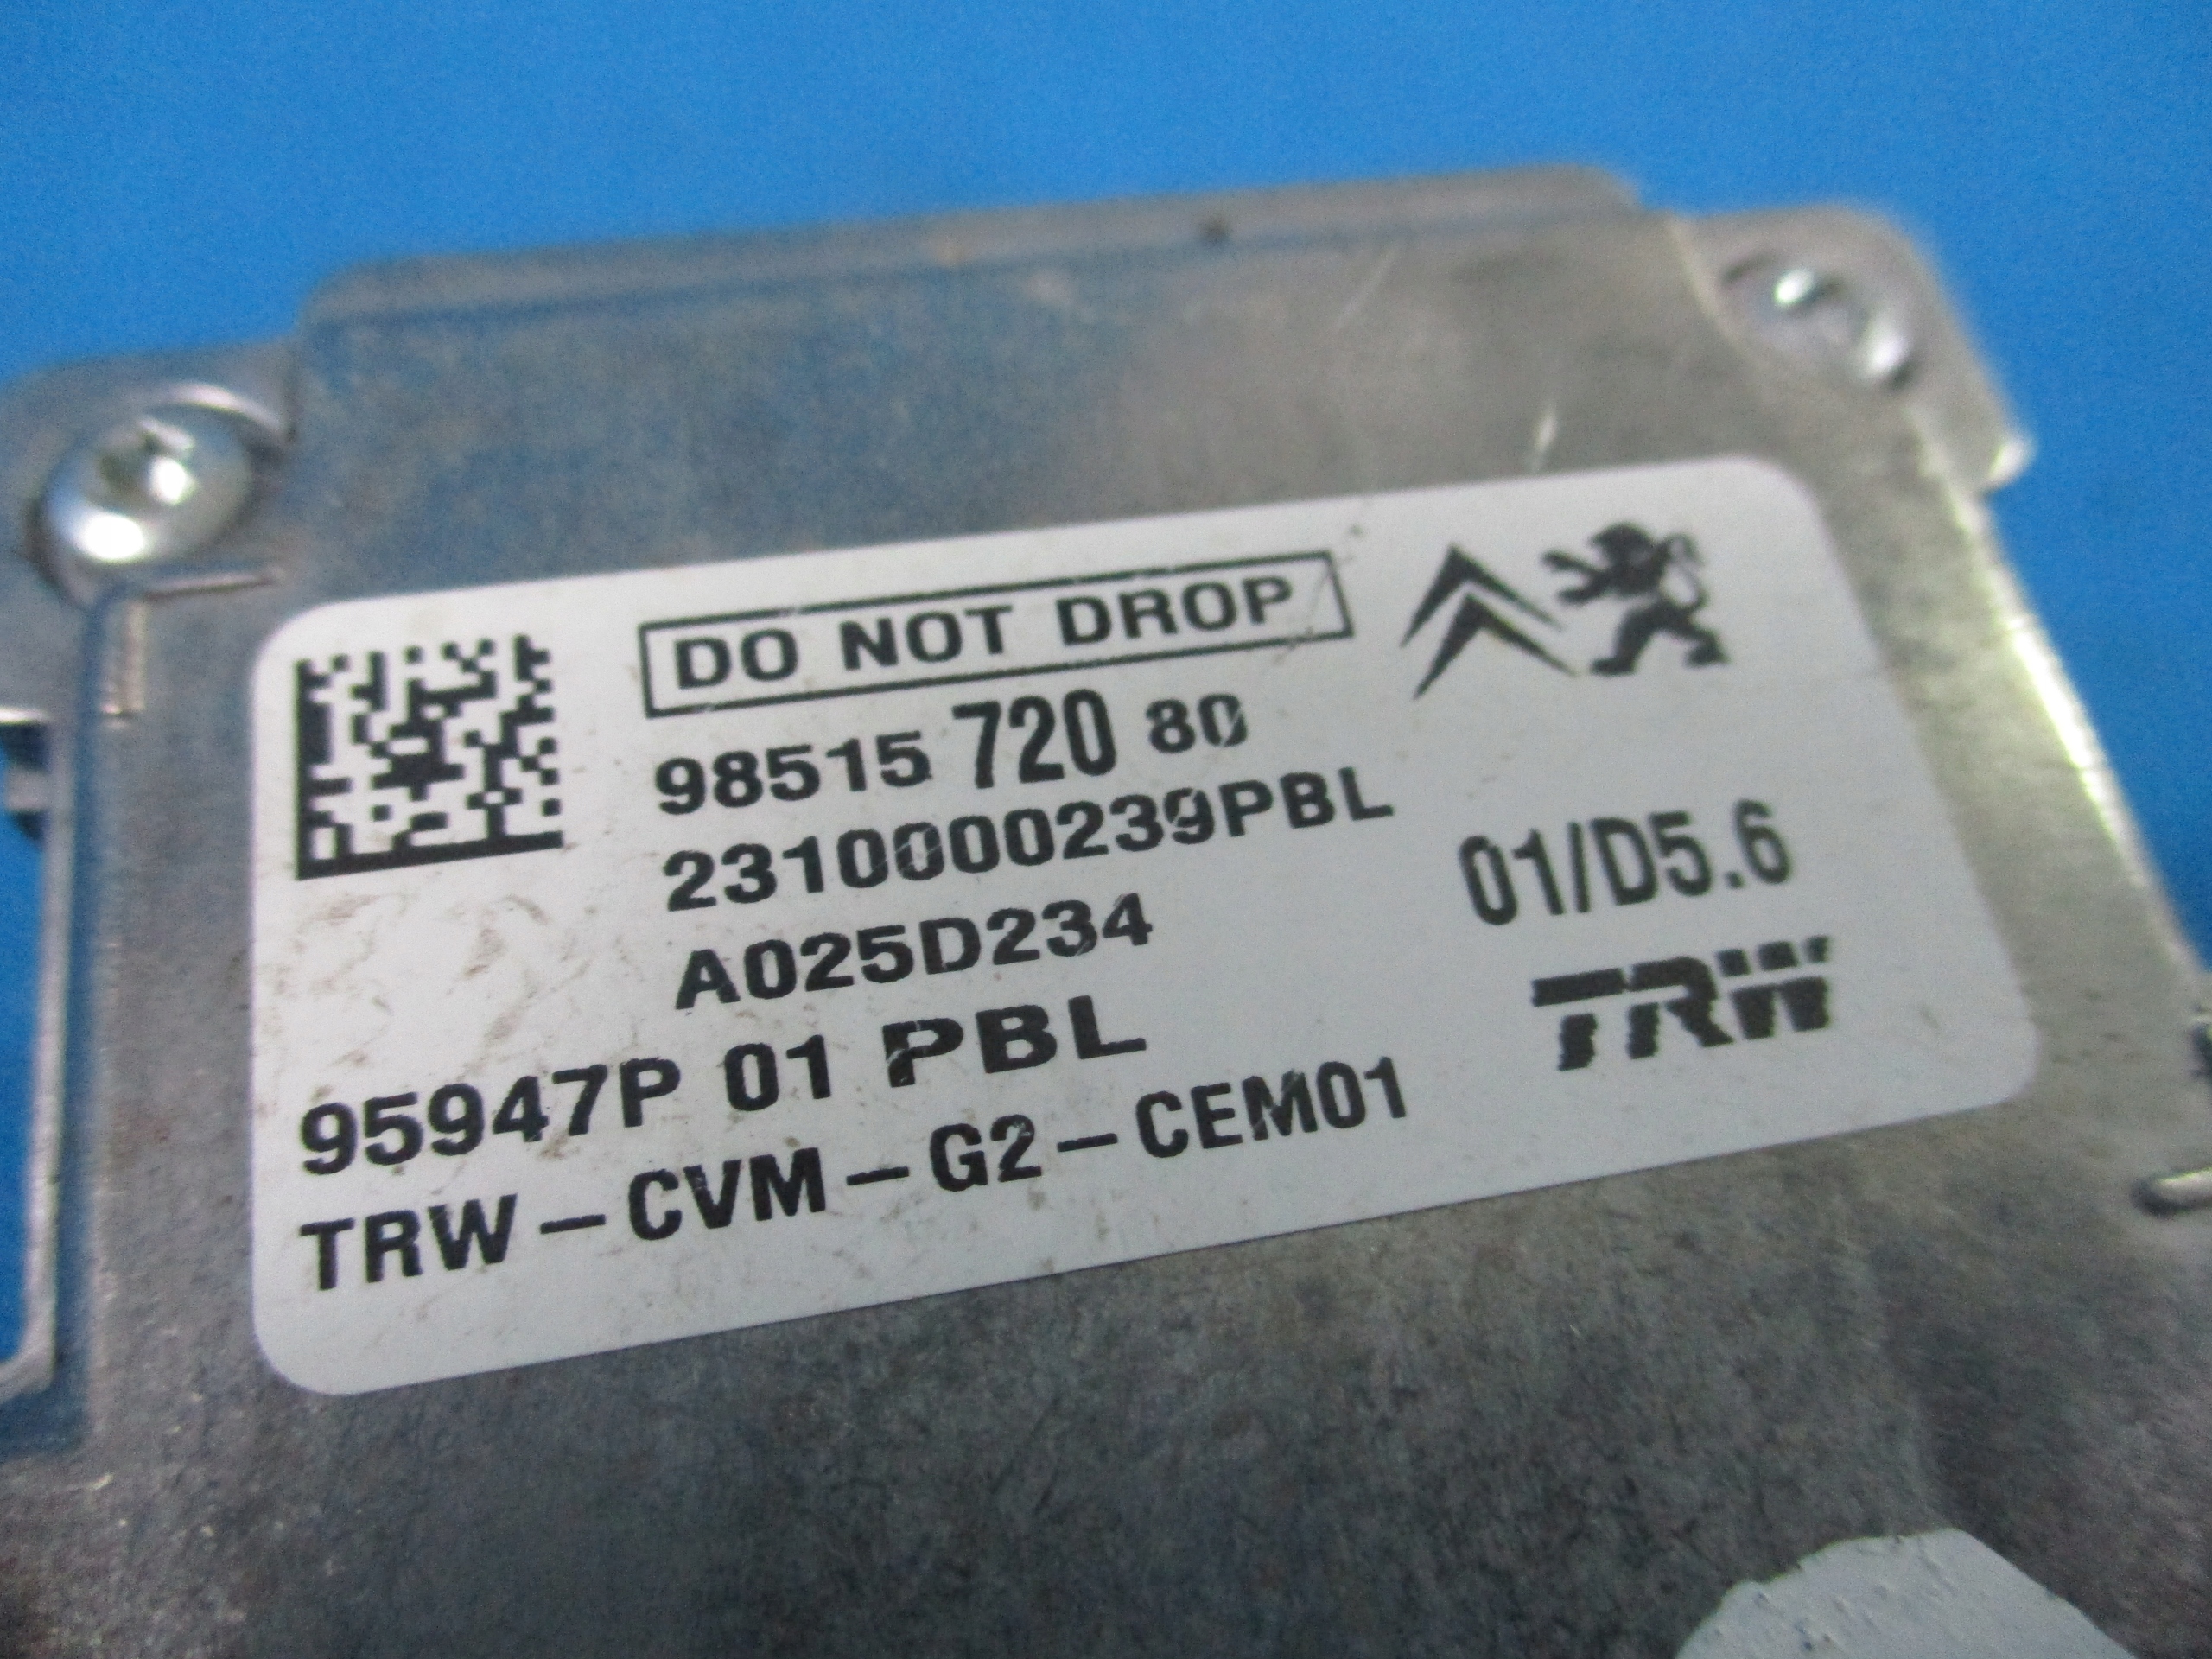 DO NOT DROP
98515 720 80
2310000239PBL
01/D5.6
A025D234
TRW
95947P 01 PBL
TRW-CVM-G2-CEM01